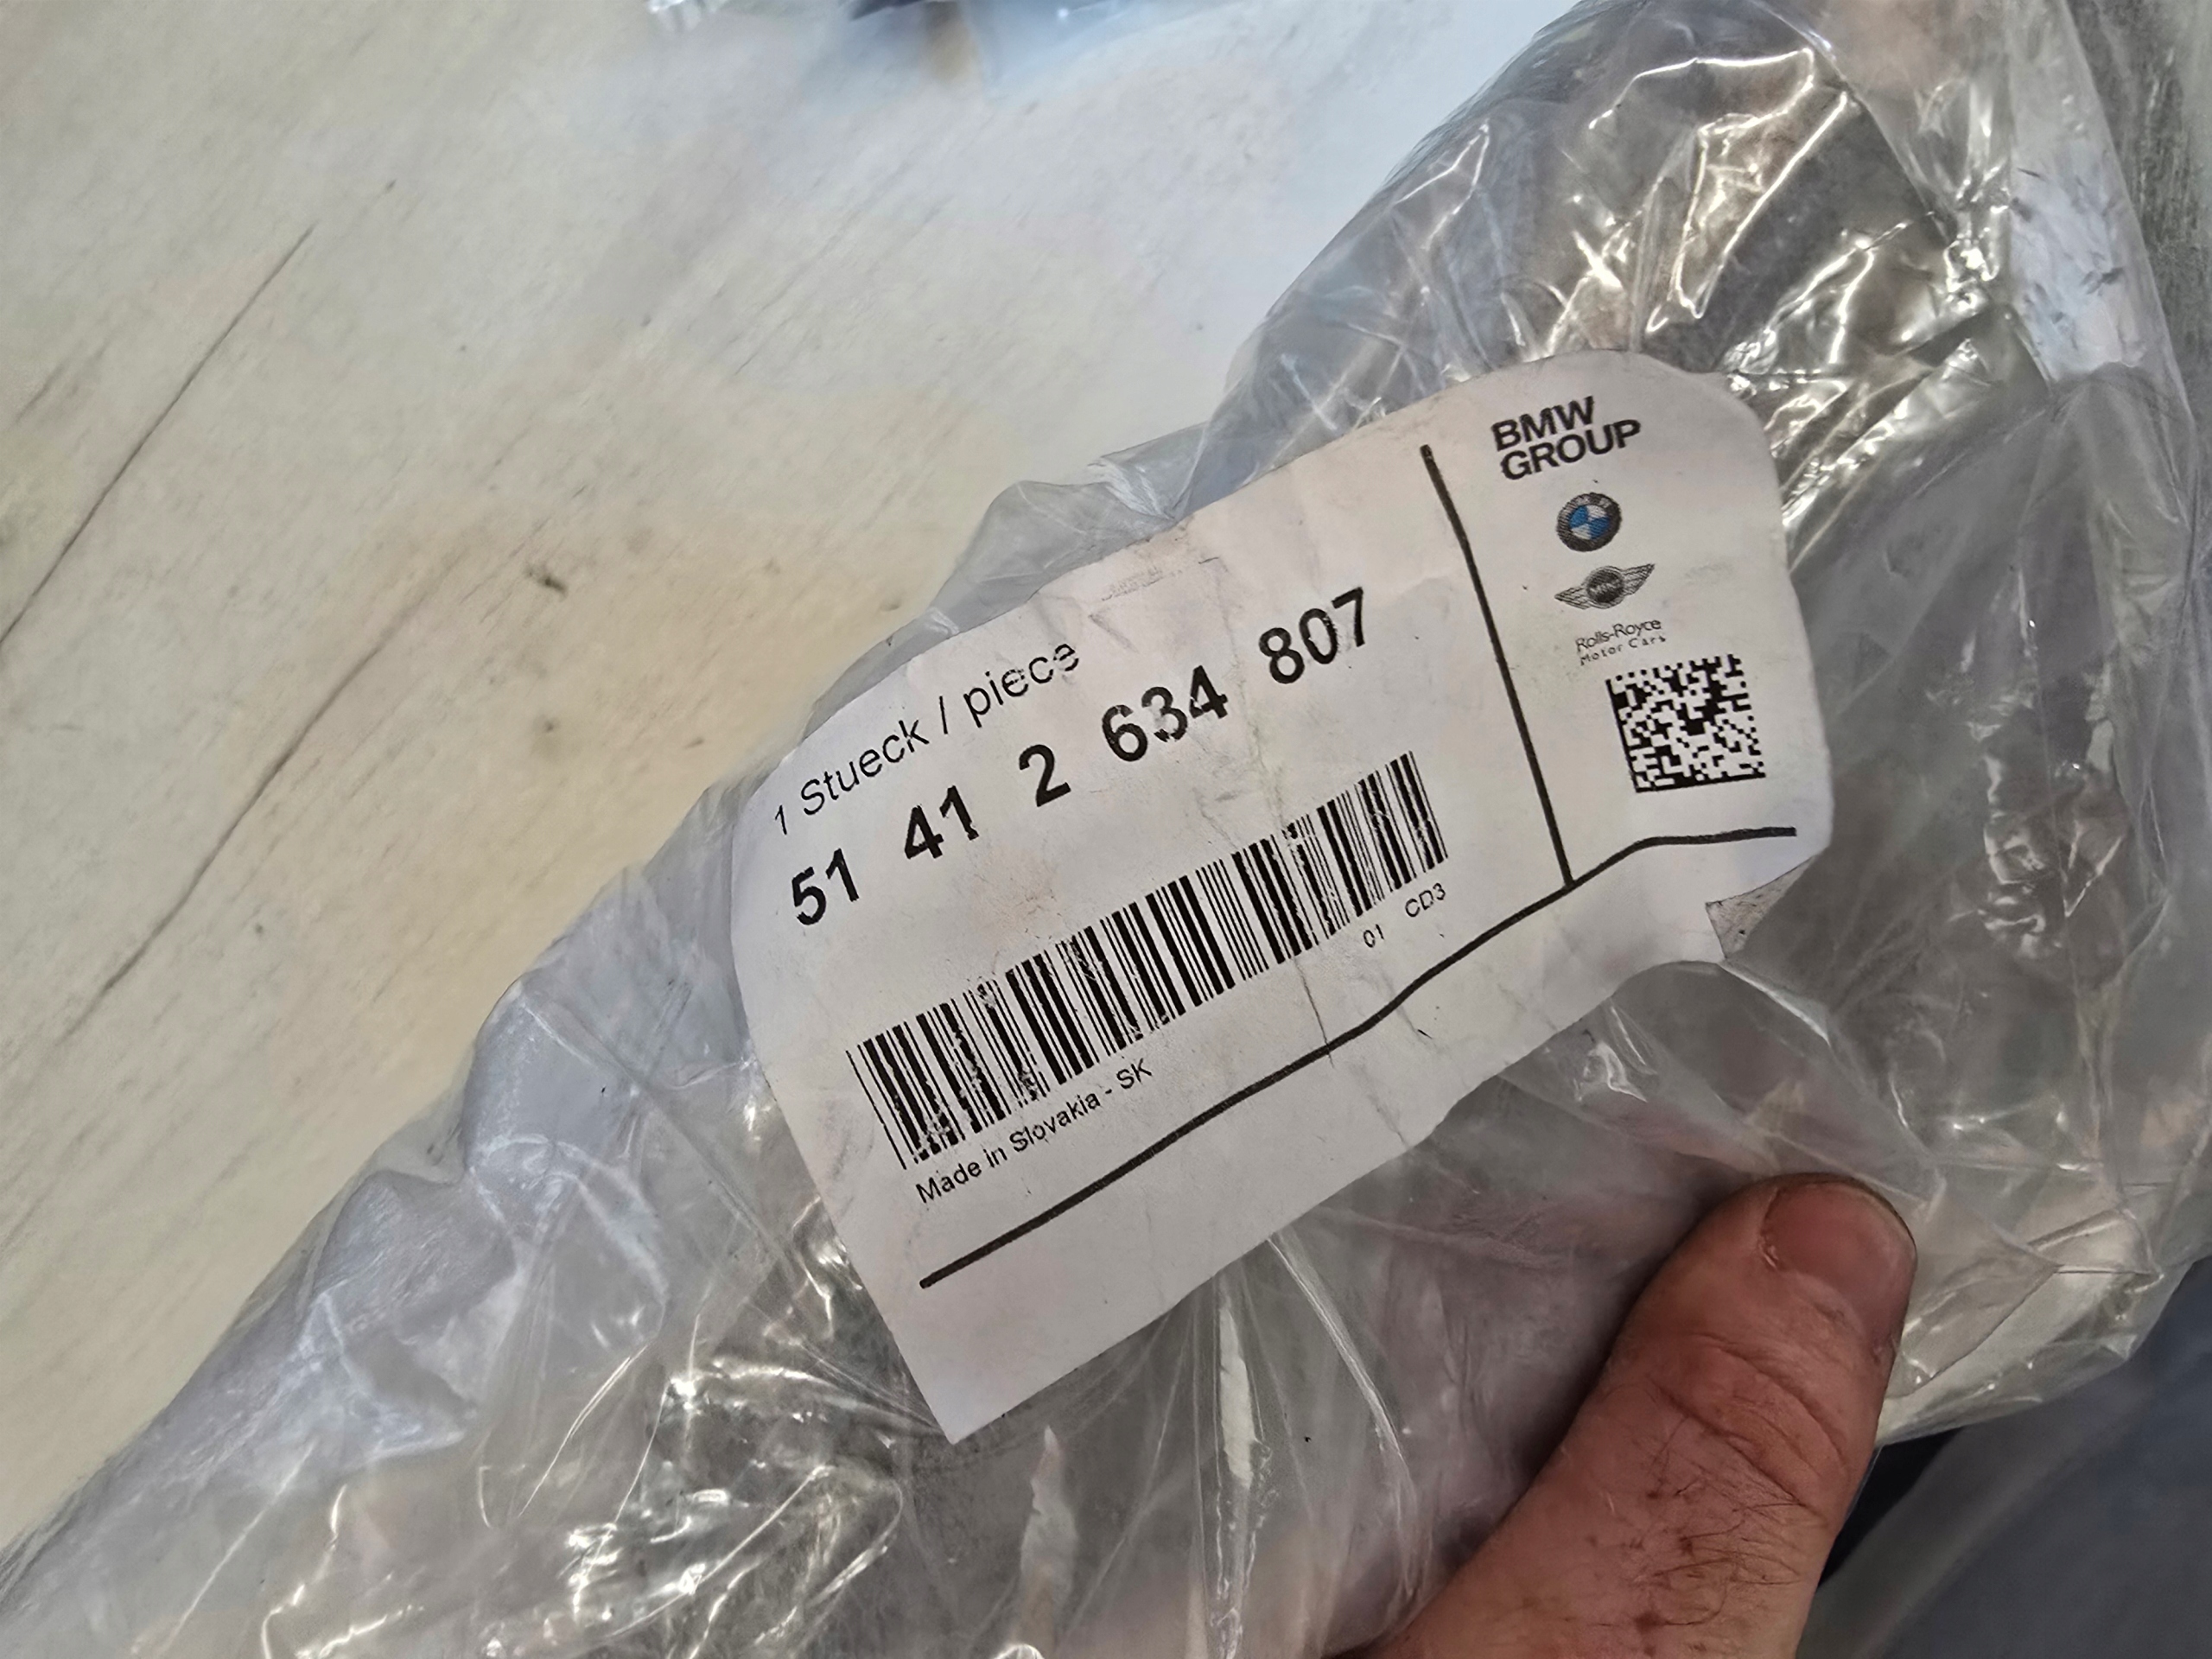 1 Stueck / piece
51 41 2 634 807
01 CD3
Made in Slovakia - SK
BMW
GROUP
Rolls-Royce
Motor Cars